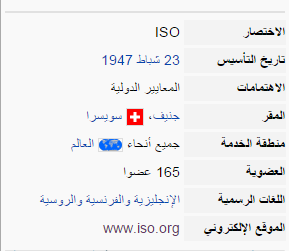 الاختصار ISO
تاريخ التأسيس 23 شباط 1947
الاهتمامات المعايير الدولية
المقر جنيف، سويسرا
منطقة الخدمة جميع أنحاء العالم
العضوية 165 عضوا
اللغات الرسمية الإنجليزية والفرنسية والروسية
الموقع الإلكتروني www.iso.org